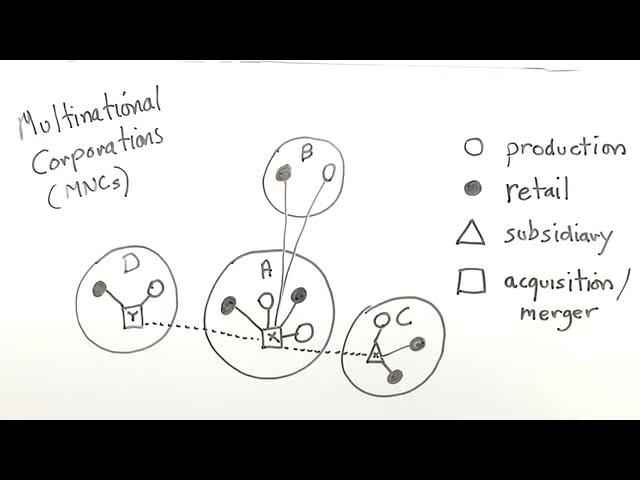 Multinational
Corporations
(MNCs)
B
D
A
C
Y
X
x
production
retail
subsidiary
acquisition/
merger